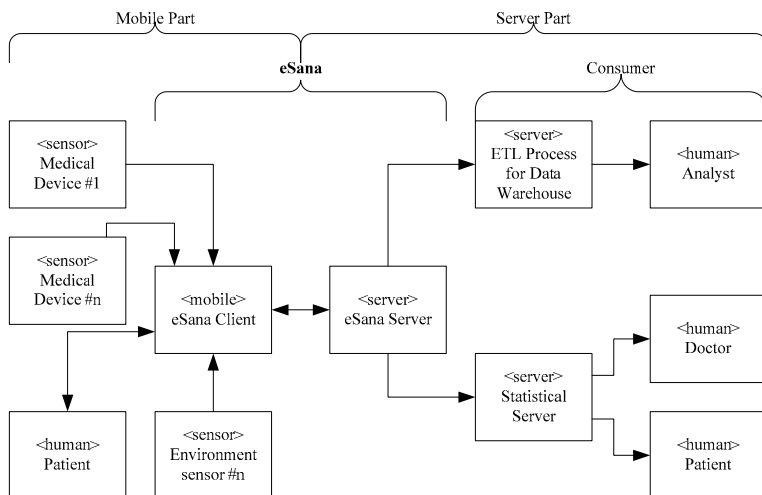 Mobile Part
Server Part
eSana
Consumer
<sensor>
Medical
Device #1
<server>
ETL Process
for Data
Warehouse
<human>
Analyst
<sensor>
Medical
Device #n
<mobile>
eSana Client
<server>
eSana Server
<human>
Doctor
<server>
Statistical
Server
<human>
Patient
<sensor>
Environment
sensor #n
<human>
Patient